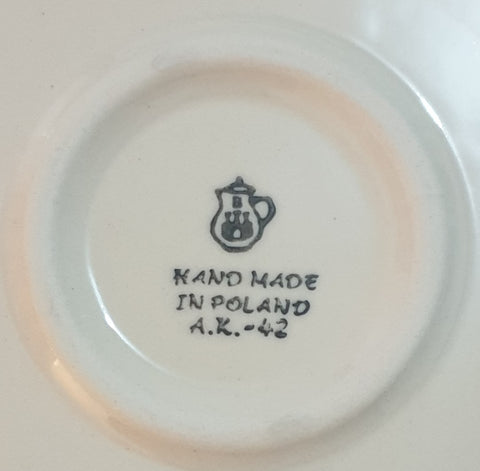 B
HAND MADE
IN POLAND
A.K.-42